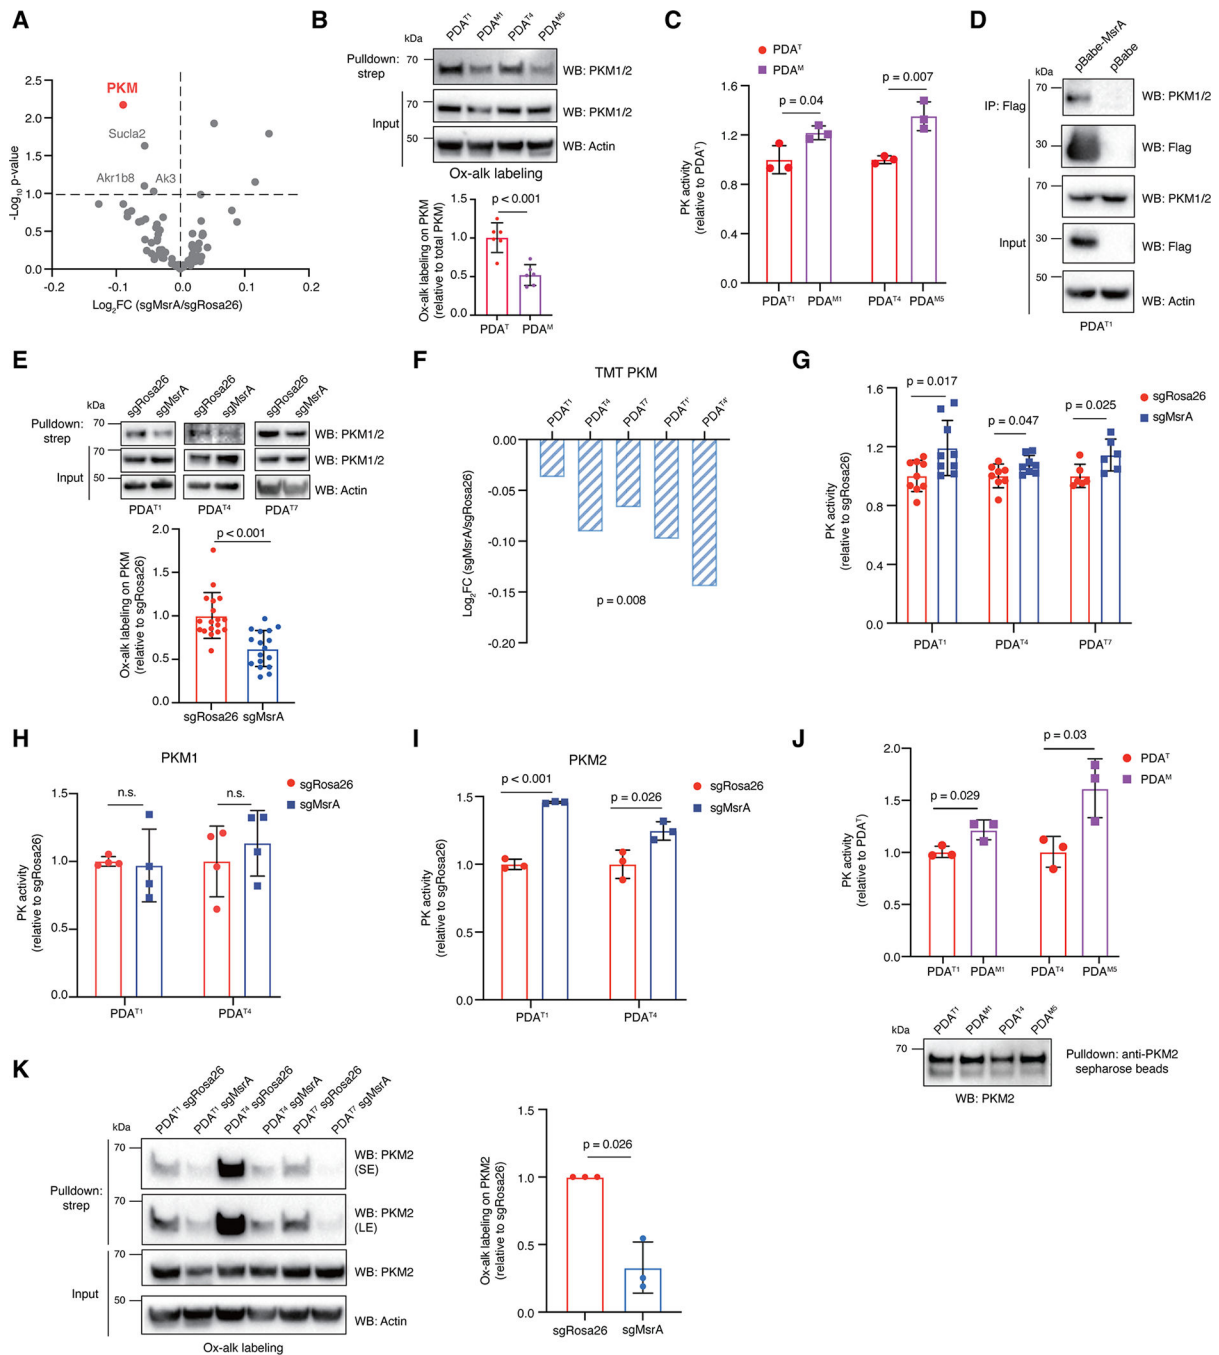 A
2.5
2.0
1.5
1.0
0.5
0.0
-Log10 p-value
PKM
Sucla2
Akr1b8
Ak3
-0.2
-0.1
0.0
0.1
0.2
Log2FC (sgMsrA/sgRosa26)
B
PDAT1
PDAM1
PDAT4
PDAM5
kDa
Pulldown:
strep
70
WB: PKM1/2
Input
70
WB: PKM1/2
50
WB: Actin
Ox-alk labeling
Ox-alk labeling on PKM
(relative to total PKM)
1.5
1.0
0.5
0.0
p < 0.001
PDAT
PDAM
C
PDAT
PDAM
PK activity
(relative to PDAT)
1.6
1.2
0.8
0.4
0.0
p = 0.04
p = 0.007
PDAT1
PDAM1
PDAT4
PDAM5
D
pBabe-MsrA
pBabe
kDa
IP: Flag
70
WB: PKM1/2
30
WB: Flag
Input
70
WB: PKM1/2
30
WB: Flag
50
WB: Actin
PDAT1
E
sgRosa26
sgMsrA
sgRosa26
sgMsrA
sgRosa26
sgMsrA
kDa
Pulldown:
strep
70
WB: PKM1/2
Input
70
WB: PKM1/2
50
WB: Actin
PDAT1
PDAT4
PDAT7
Ox-alk labeling on PKM
(relative to sgRosa26)
2.0
1.5
1.0
0.5
0.0
p < 0.001
sgRosa26
sgMsrA
F
TMT PKM
PDAT1
PDAT4
PDAT7
PDAT1'
PDAT4'
0.00
-0.05
-0.10
-0.15
-0.20
Log2FC (sgMsrA/sgRosa26)
p = 0.008
G
sgRosa26
sgMsrA
PK activity
(relative to sgRosa26)
1.6
1.2
0.8
0.4
0.0
p = 0.017
p = 0.047
p = 0.025
PDAT1
PDAT4
PDAT7
H
PKM1
sgRosa26
sgMsrA
PK activity
(relative to sgRosa26)
1.5
1.0
0.5
0.0
n.s.
n.s.
PDAT1
PDAT4
I
PKM2
sgRosa26
sgMsrA
PK activity
(relative to sgRosa26)
1.5
1.0
0.5
0.0
p < 0.001
p = 0.026
PDAT1
PDAT4
J
PDAT
PDAM
PK activity
(relative to PDAT)
2.0
1.5
1.0
0.5
0.0
p = 0.029
p = 0.03
PDAT1
PDAM1
PDAT4
PDAM5
PDAT1
PDAM1
PDAT4
PDAM5
kDa
70
Pulldown: anti-PKM2
sepharose beads
WB: PKM2
K
PDAT1 sgRosa26
PDAT1 sgMsrA
PDAT4 sgRosa26
PDAT4 sgMsrA
PDAT7 sgRosa26
PDAT7 sgMsrA
kDa
Pulldown:
strep
70
WB: PKM2
(SE)
70
WB: PKM2
(LE)
Input
70
WB: PKM2
50
WB: Actin
Ox-alk labeling
Ox-alk labeling on PKM2
(relative to sgRosa26)
1.5
1.0
0.5
0.0
p = 0.026
sgRosa26
sgMsrA